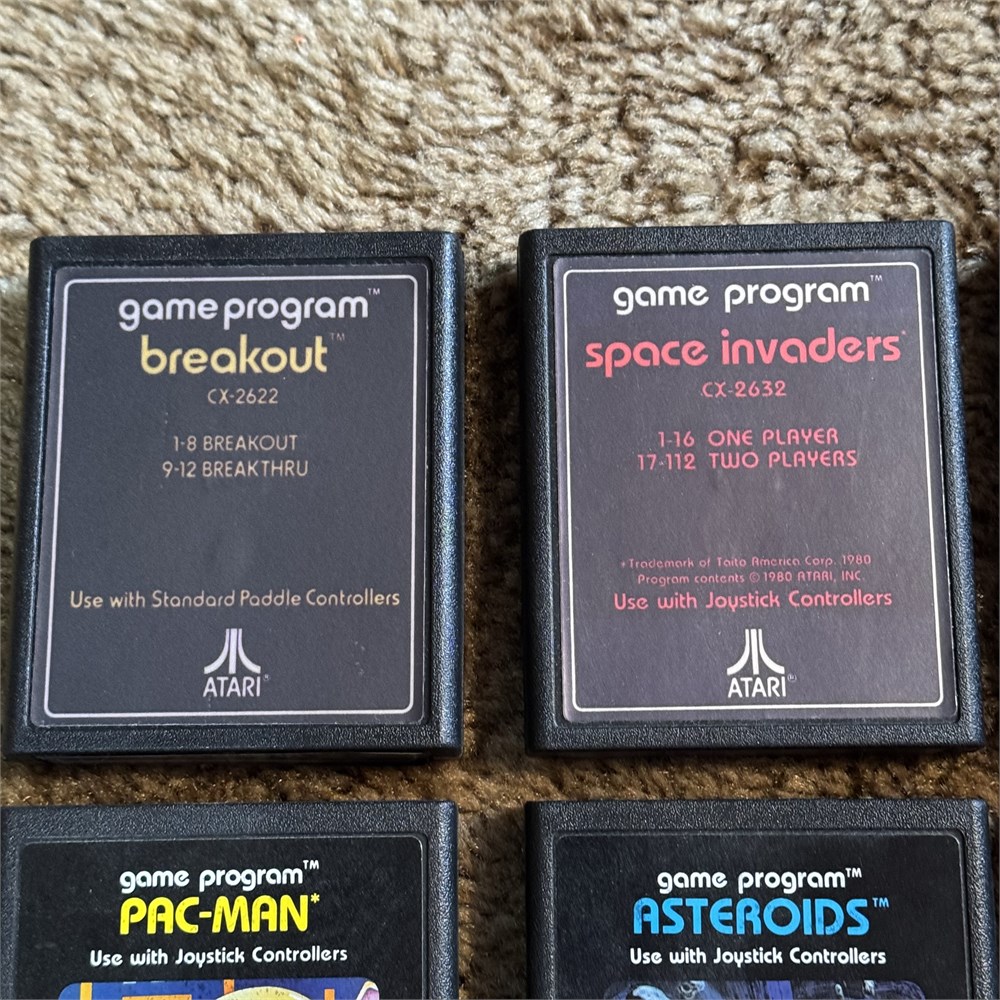 game program™
breakout™
CX-2622
1-8 BREAKOUT
9-12 BREAKTHRU
Use with Standard Paddle Controllers
ATARI®
game program™
space invaders*
CX-2632
1-16 ONE PLAYER
17-112 TWO PLAYERS
*Trademark of Taito America Corp. 1980
Program contents © 1980 ATARI, INC.
Use with Joystick Controllers
ATARI®
game program™
PAC-MAN*
Use with Joystick Controllers
game program™
ASTEROIDS™
Use with Joystick Controllers